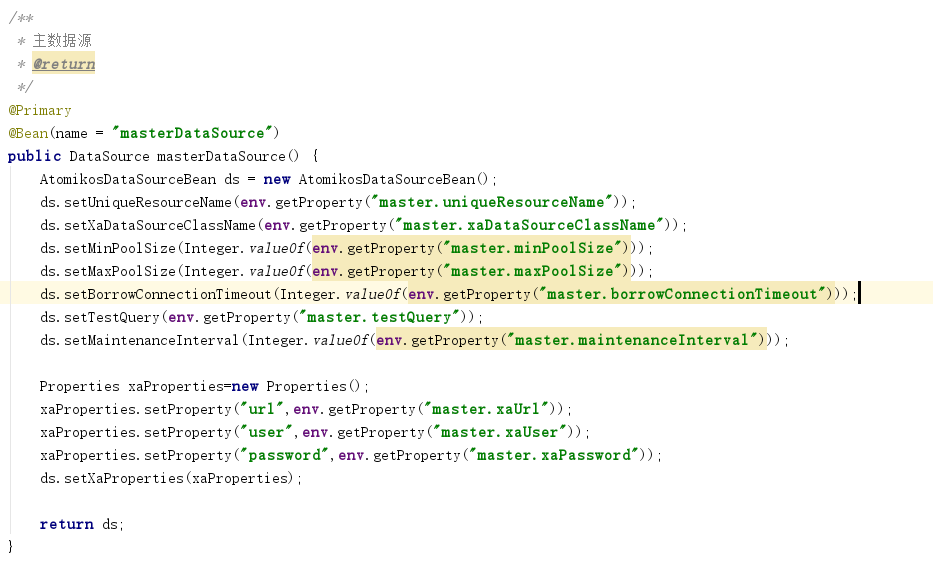 /**
 * 主数据源
 * @return
 */
@Primary
@Bean(name = "masterDataSource")
public DataSource masterDataSource() {
    AtomikosDataSourceBean ds = new AtomikosDataSourceBean();
    ds.setUniqueResourceName(env.getProperty("master.uniqueResourceName"));
    ds.setXaDataSourceClassName(env.getProperty("master.xaDataSourceClassName"));
    ds.setMinPoolSize(Integer.valueOf(env.getProperty("master.minPoolSize")));
    ds.setMaxPoolSize(Integer.valueOf(env.getProperty("master.maxPoolSize")));
    ds.setBorrowConnectionTimeout(Integer.valueOf(env.getProperty("master.borrowConnectionTimeout")));
    ds.setTestQuery(env.getProperty("master.testQuery"));
    ds.setMaintenanceInterval(Integer.valueOf(env.getProperty("master.maintenanceInterval")));

    Properties xaProperties=new Properties();
    xaProperties.setProperty("url",env.getProperty("master.xaUrl"));
    xaProperties.setProperty("user",env.getProperty("master.xaUser"));
    xaProperties.setProperty("password",env.getProperty("master.xaPassword"));
    ds.setXaProperties(xaProperties);

    return ds;
}